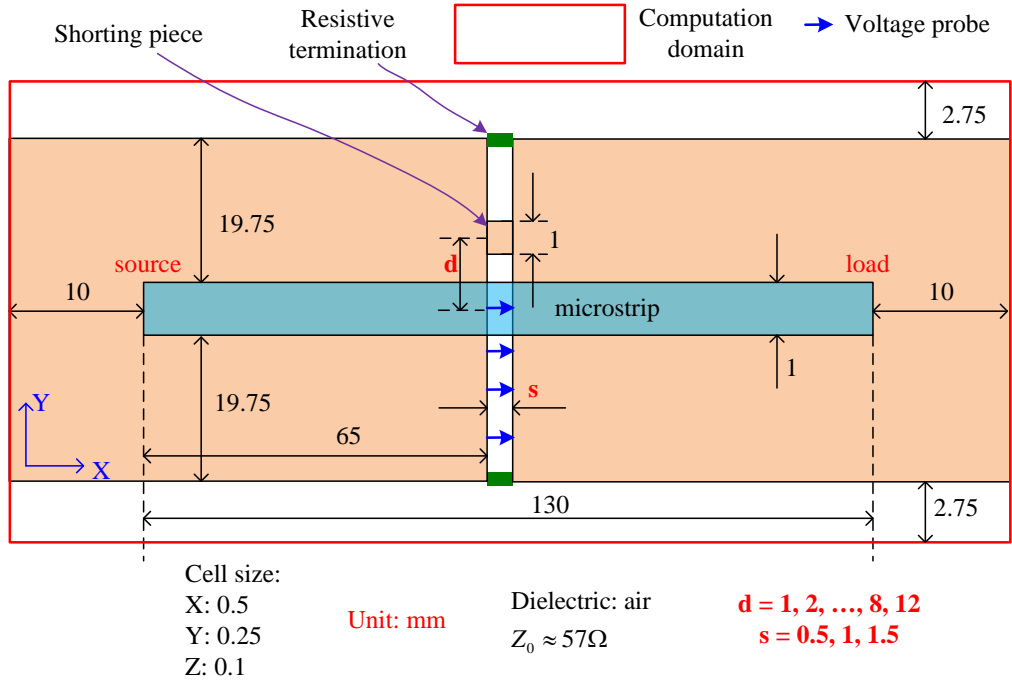 Shorting piece
Resistive
termination
Computation
domain
Voltage probe
2.75
19.75
1
source
d
load
10
microstrip
10
19.75
s
1
Y
X
65
130
2.75
Cell size:
X: 0.5
Y: 0.25
Z: 0.1
Unit: mm
Dielectric: air
Z₀ ≈ 57Ω
d = 1, 2, …, 8, 12
s = 0.5, 1, 1.5